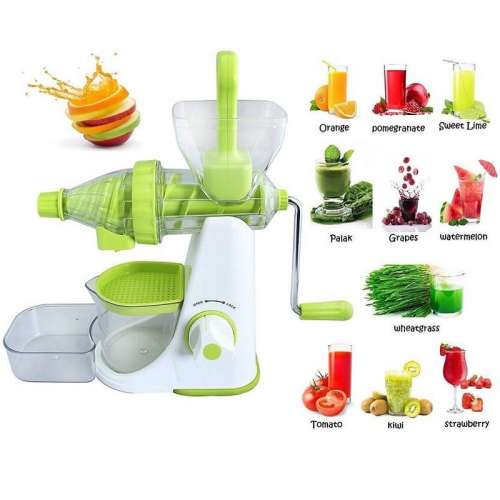 Orange pomegranate Sweet Lime
Palak Grapes watermelon
wheatgrass
Tomato kiwi strawberry